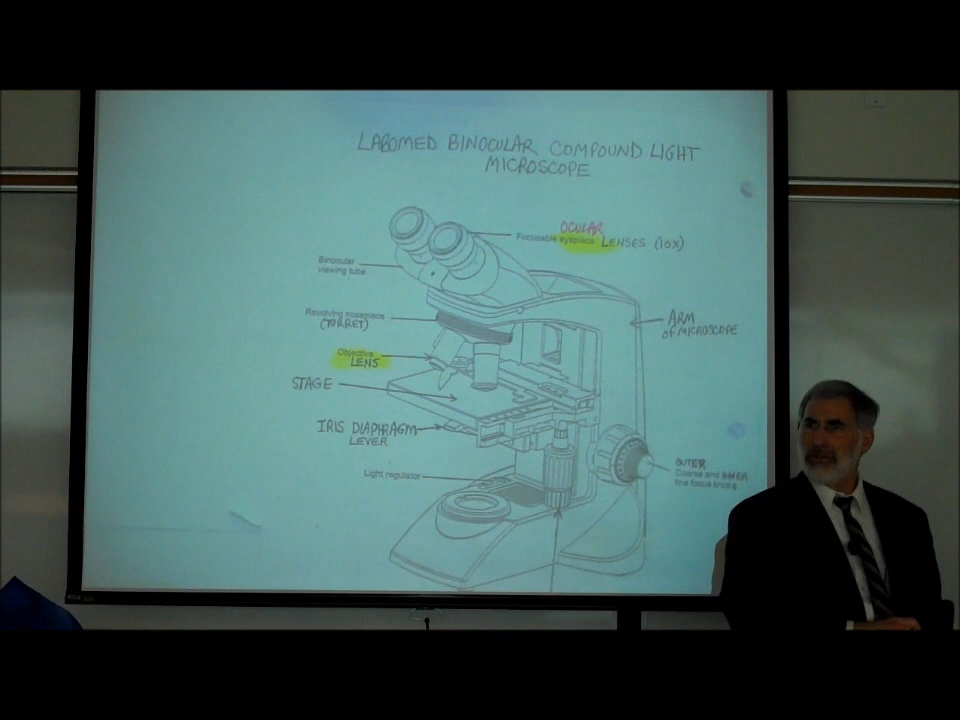 LABOMED BINOCULAR COMPOUND LIGHT
MICROSCOPE
OCULAR
Focusable eyepiece LENSES (10X)
Binocular
viewing tube
Revolving nosepiece
(TURRET)
ARM
OF MICROSCOPE
Objective
LENS
STAGE
IRIS DIAPHRAGM
LEVER
Light regulator
OUTER
Coarse and INNER
fine focus knobs